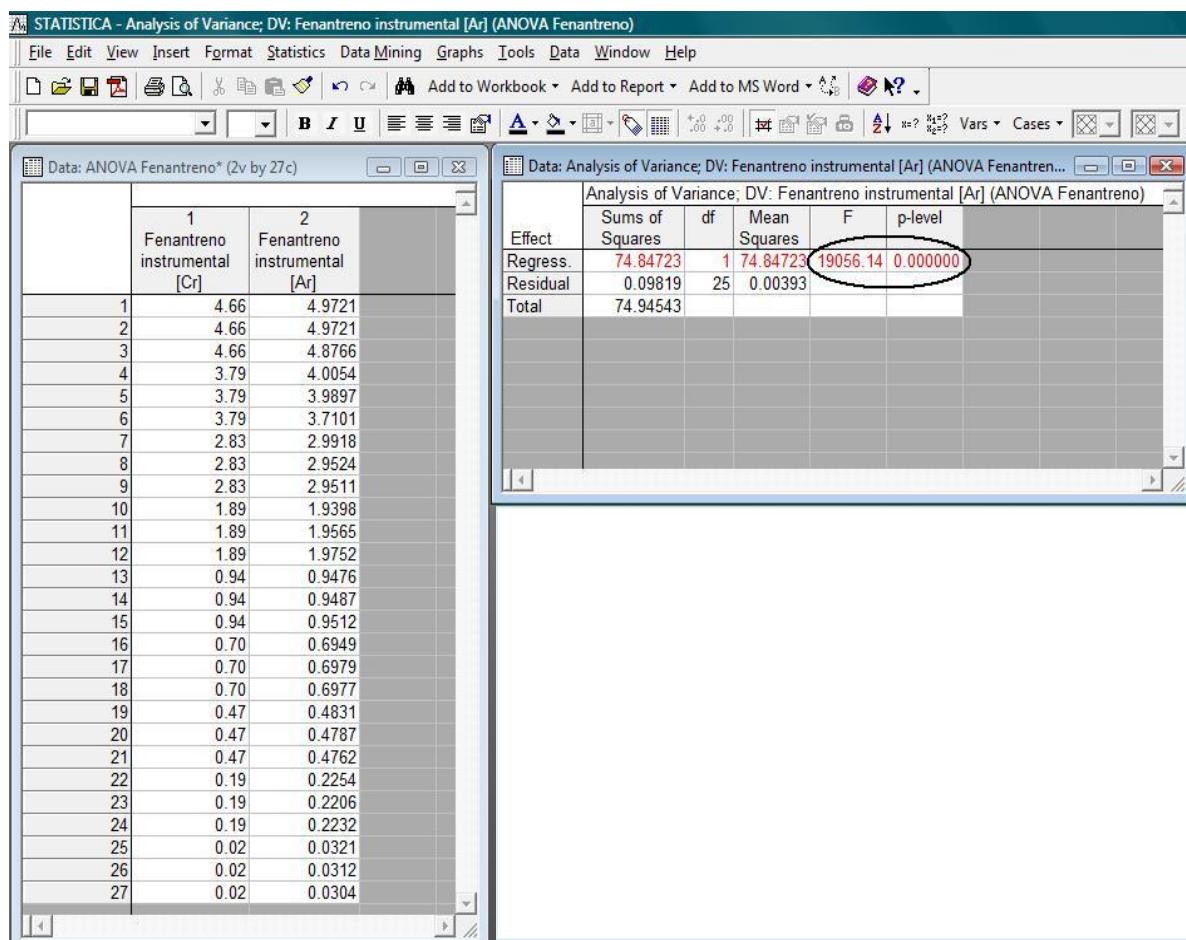 STATISTICA - Analysis of Variance; DV: Fenantreno instrumental [Ar] (ANOVA Fenantreno)
File Edit View Insert Format Statistics Data Mining Graphs Tools Data Window Help
Add to Workbook Add to Report Add to MS Word
B I U Vars Cases
Data: ANOVA Fenantreno* (2v by 27c)
1 2
Fenantreno Fenantreno
instrumental instrumental
[Cr] [Ar]
1 4.66 4.9721
2 4.66 4.9721
3 4.66 4.8766
4 3.79 4.0054
5 3.79 3.9897
6 3.79 3.7101
7 2.83 2.9918
8 2.83 2.9524
9 2.83 2.9511
10 1.89 1.9398
11 1.89 1.9565
12 1.89 1.9752
13 0.94 0.9476
14 0.94 0.9487
15 0.94 0.9512
16 0.70 0.6949
17 0.70 0.6979
18 0.70 0.6977
19 0.47 0.4831
20 0.47 0.4787
21 0.47 0.4762
22 0.19 0.2254
23 0.19 0.2206
24 0.19 0.2232
25 0.02 0.0321
26 0.02 0.0312
27 0.02 0.0304
Data: Analysis of Variance; DV: Fenantreno instrumental [Ar] (ANOVA Fenantren...
Analysis of Variance; DV: Fenantreno instrumental [Ar] (ANOVA Fenantreno)
Sums of df Mean F p-level
Effect Squares Squares
Regress. 74.84723 1 74.84723 19056.14 0.000000
Residual 0.09819 25 0.00393
Total 74.94543